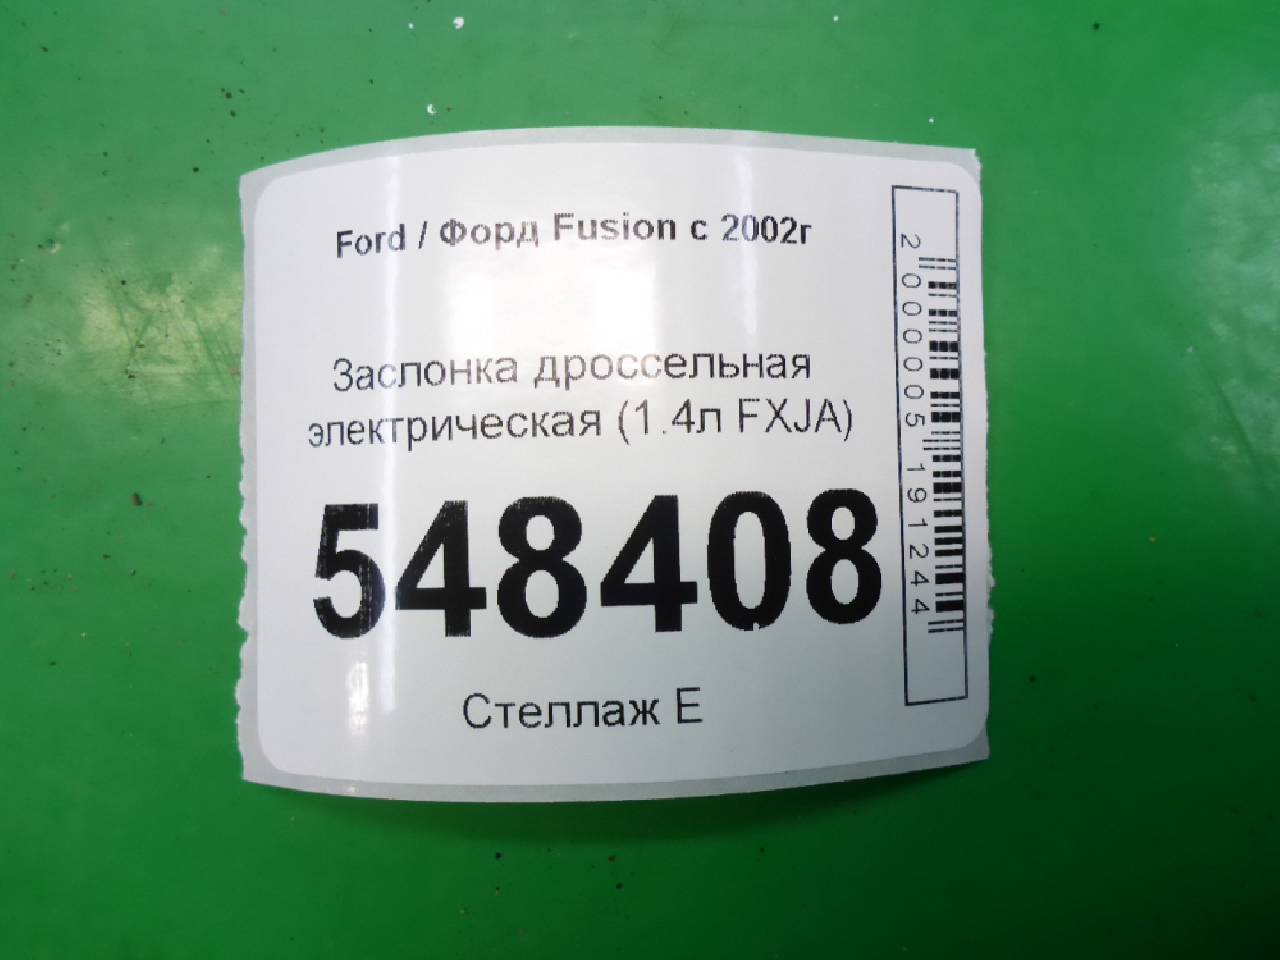 Ford / Форд Fusion с 2002г
Заслонка дроссельная
электрическая (1.4л FXJA)
548408
Стеллаж Е
2000005191244